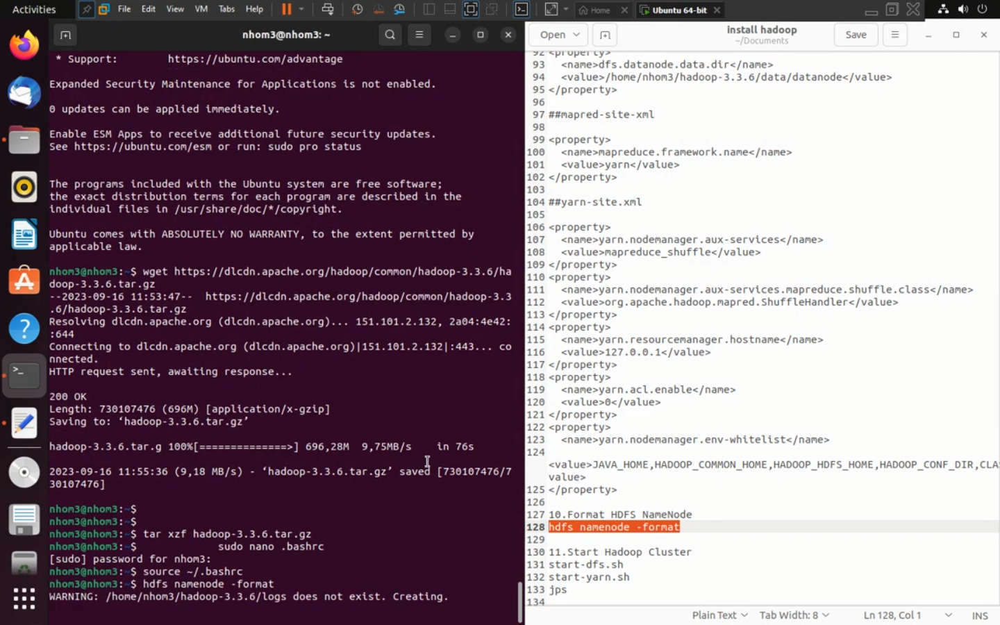 Activities
File Edit View VM Tabs Help
Home
Ubuntu 64-bit
nhom3@nhom3: ~
* Support:        https://ubuntu.com/advantage
Expanded Security Maintenance for Applications is not enabled.
0 updates can be applied immediately.
Enable ESM Apps to receive additional future security updates.
See https://ubuntu.com/esm or run: sudo pro status
The programs included with the Ubuntu system are free software;
the exact distribution terms for each program are described in the
individual files in /usr/share/doc/*/copyright.
Ubuntu comes with ABSOLUTELY NO WARRANTY, to the extent permitted by
applicable law.
nhom3@nhom3:~$ wget https://dlcdn.apache.org/hadoop/common/hadoop-3.3.6/ha
doop-3.3.6.tar.gz
--2023-09-16 11:53:47--  https://dlcdn.apache.org/hadoop/common/hadoop-3.3
.6/hadoop-3.3.6.tar.gz
Resolving dlcdn.apache.org (dlcdn.apache.org)... 151.101.2.132, 2a04:4e42:
:644
Connecting to dlcdn.apache.org (dlcdn.apache.org)|151.101.2.132|:443... co
nnected.
HTTP request sent, awaiting response...
200 OK
Length: 730107476 (696M) [application/x-gzip]
Saving to: ‘hadoop-3.3.6.tar.gz’
hadoop-3.3.6.tar.g 100%[==============>] 696,28M  9,75MB/s    in 76s
2023-09-16 11:55:36 (9,18 MB/s) - ‘hadoop-3.3.6.tar.gz’ saved [730107476/7
30107476]
nhom3@nhom3:~$
nhom3@nhom3:~$
nhom3@nhom3:~$ tar xzf hadoop-3.3.6.tar.gz
nhom3@nhom3:~$             sudo nano .bashrc
[sudo] password for nhom3:
nhom3@nhom3:~$ source ~/.bashrc
nhom3@nhom3:~$ hdfs namenode -format
WARNING: /home/nhom3/hadoop-3.3.6/logs does not exist. Creating.
Open
install hadoop
~/Documents
Save
92 <property>
93   <name>dfs.datanode.data.dir</name>
94   <value>/home/nhom3/hadoop-3.3.6/data/datanode</value>
95 </property>
96
97 ##mapred-site-xml
98
99 <property>
100   <name>mapreduce.framework.name</name>
101   <value>yarn</value>
102 </property>
103
104 ##yarn-site.xml
105
106 <property>
107   <name>yarn.nodemanager.aux-services</name>
108   <value>mapreduce_shuffle</value>
109 </property>
110 <property>
111   <name>yarn.nodemanager.aux-services.mapreduce.shuffle.class</name>
112   <value>org.apache.hadoop.mapred.ShuffleHandler</value>
113 </property>
114 <property>
115   <name>yarn.resourcemanager.hostname</name>
116   <value>127.0.0.1</value>
117 </property>
118 <property>
119   <name>yarn.acl.enable</name>
120   <value>0</value>
121 </property>
122 <property>
123   <name>yarn.nodemanager.env-whitelist</name>
124
<value>JAVA_HOME,HADOOP_COMMON_HOME,HADOOP_HDFS_HOME,HADOOP_CONF_DIR,CLA
value>
125 </property>
126
127 10.Format HDFS NameNode
128 hdfs namenode -format
129
130 11.Start Hadoop Cluster
131 start-dfs.sh
132 start-yarn.sh
133 jps
134
Plain Text
Tab Width: 8
Ln 128, Col 1
INS